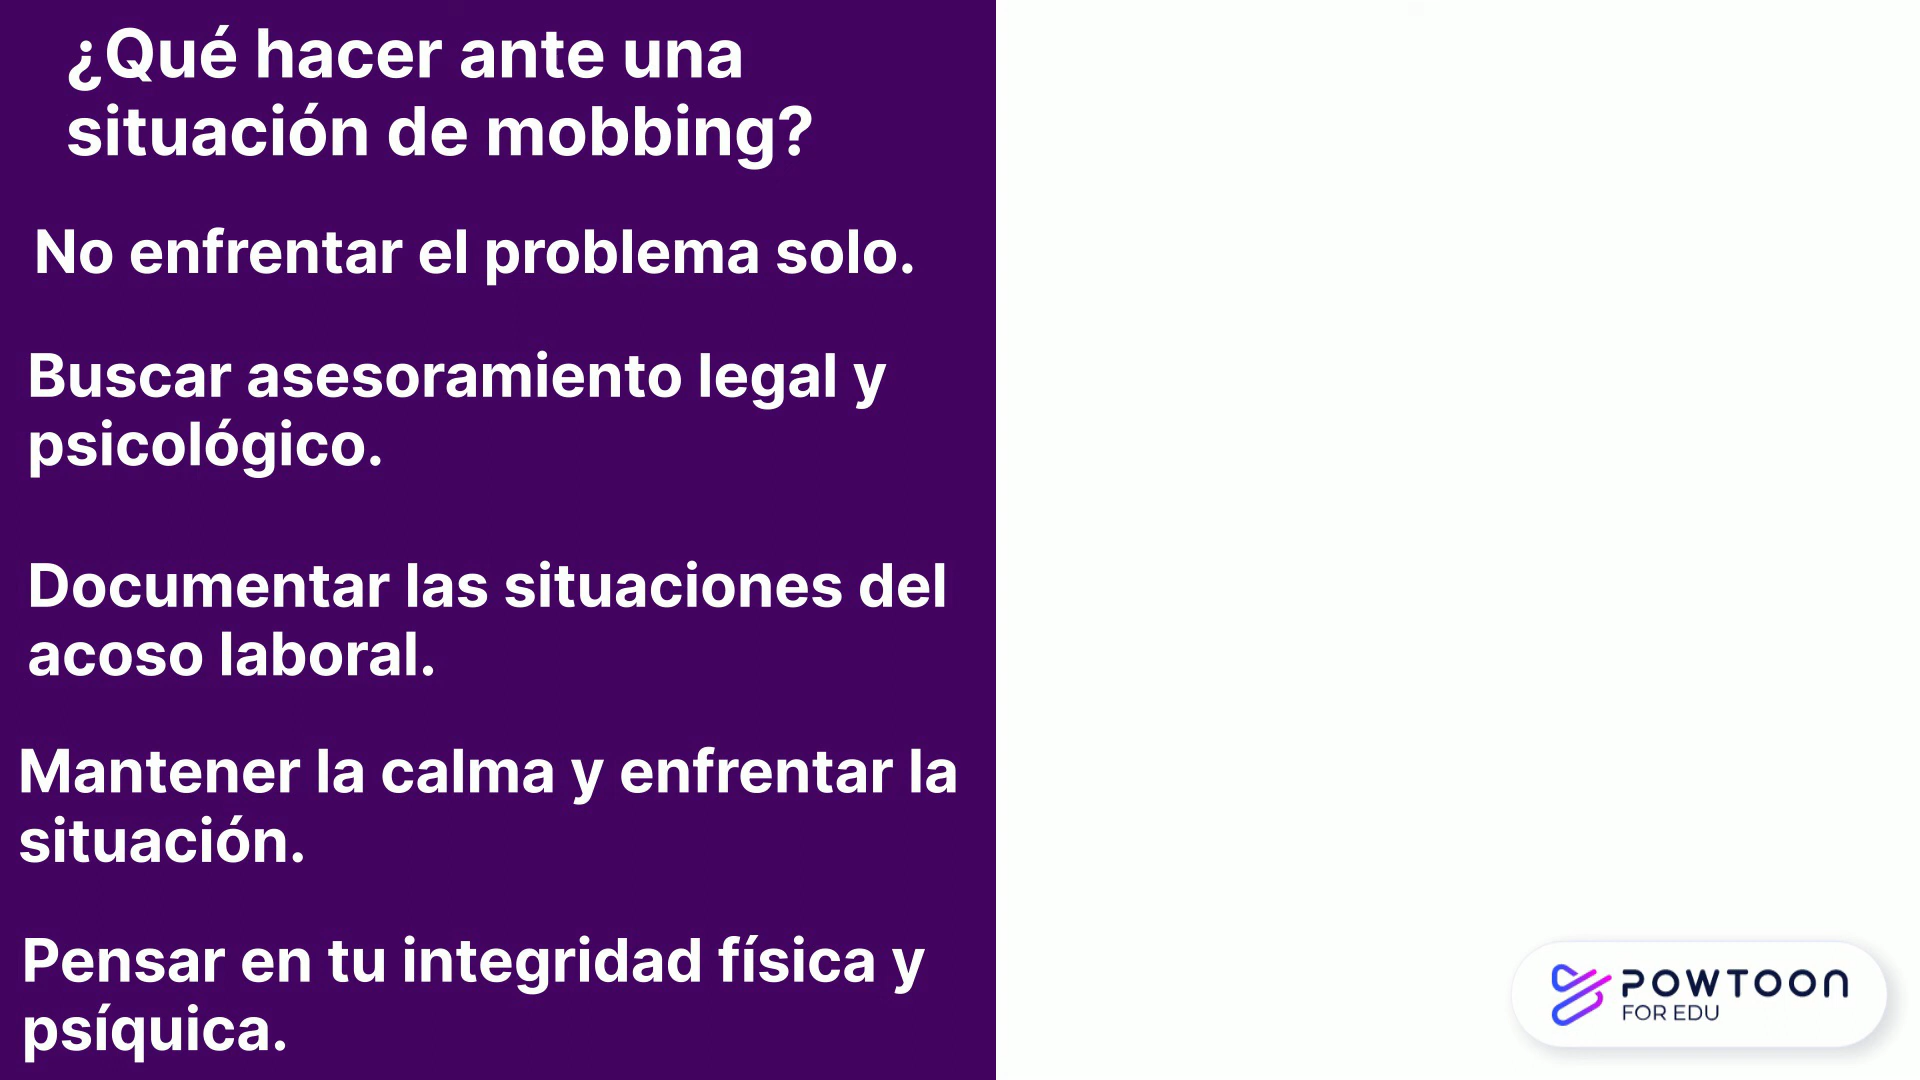 ¿Qué hacer ante una
situación de mobbing?
No enfrentar el problema solo.
Buscar asesoramiento legal y
psicológico.
Documentar las situaciones del
acoso laboral.
Mantener la calma y enfrentar la
situación.
Pensar en tu integridad física y
psíquica.
POWTOON
FOR EDU